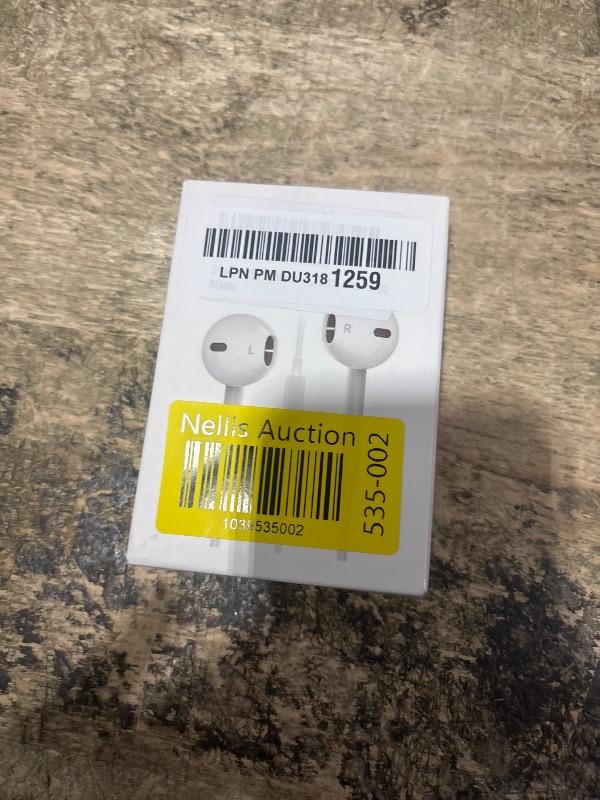 LPN PM DU318 1259
New
L
R
Nellis Auction
1039535002
535-002